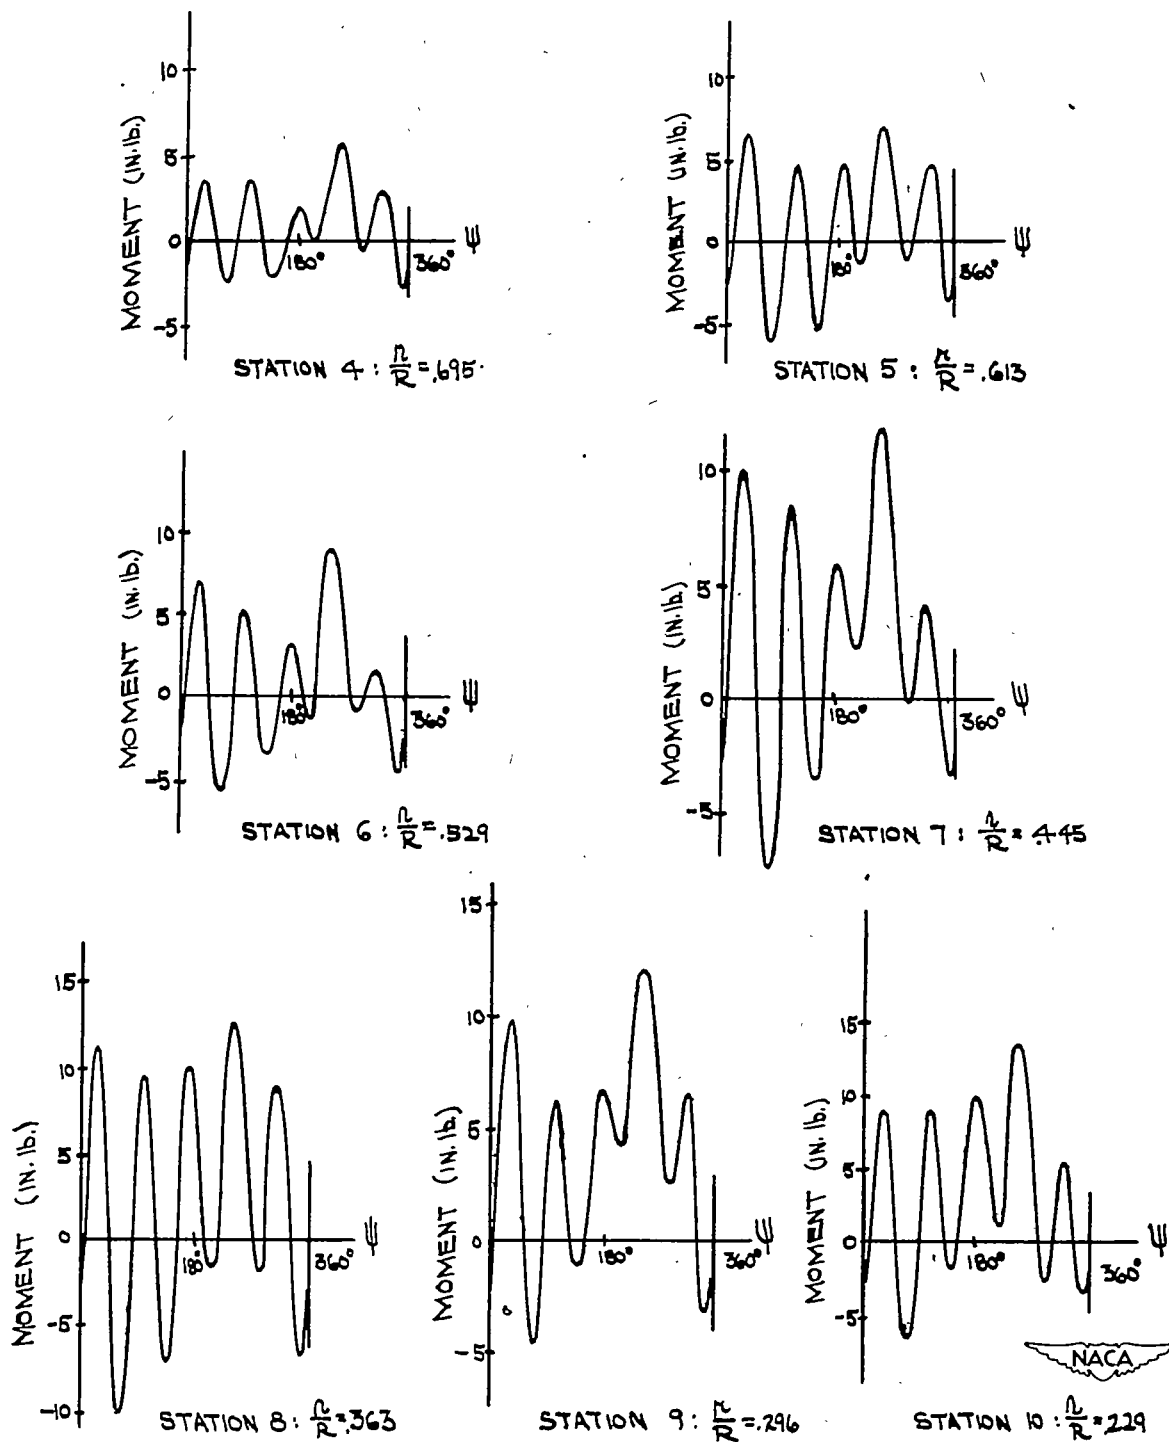 10
5
0
-5
MOMENT (IN.lb.)
180°
360°
ψ
STATION 4 : r/R = .695
10
5
0
-5
MOMENT (IN.lb.)
180°
360°
ψ
STATION 5 : r/R = .613
10
5
0
-5
MOMENT (IN.lb.)
180°
360°
ψ
STATION 6 : r/R = .529
10
5
0
-5
MOMENT (IN.lb.)
180°
360°
ψ
STATION 7 : r/R = .445
15
10
5
0
-5
-10
MOMENT (IN.lb.)
180°
360°
ψ
STATION 8 : r/R = .363
15
10
5
0
-5
MOMENT (IN.lb.)
180°
360°
ψ
STATION 9 : r/R = .296
15
10
5
0
-5
MOMENT (IN.lb.)
180°
360°
ψ
NACA
STATION 10 : r/R = .229